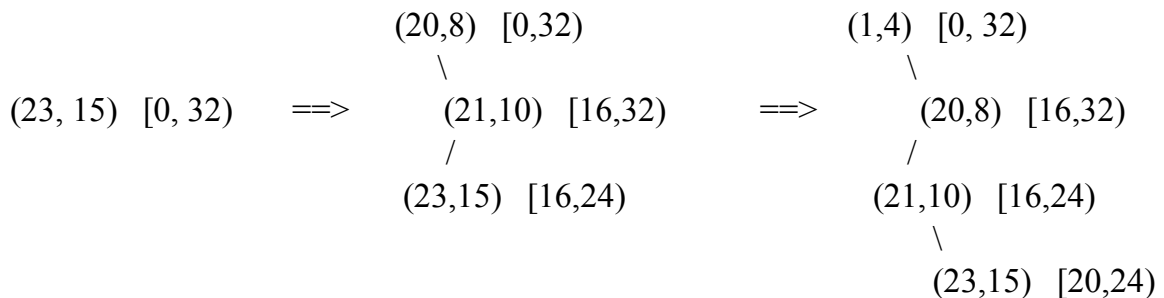 (20,8) [0,32) (1,4) [0, 32)
\ \
(23, 15) [0, 32) ==> (21,10) [16,32) ==> (20,8) [16,32)
/ /
(23,15) [16,24) (21,10) [16,24)
\
(23,15) [20,24)